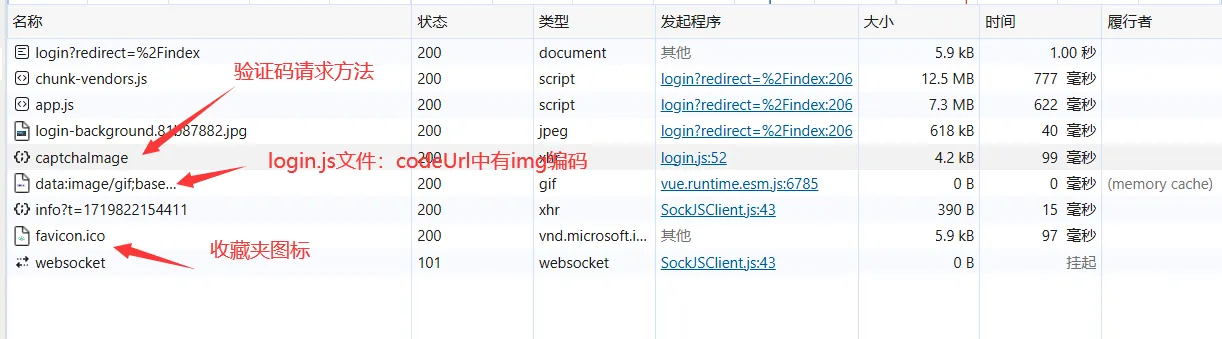 名称 状态 类型 发起程序 大小 时间 履行者
login?redirect=%2Findex 200 document 其他 5.9 kB 1.00 秒
验证码请求方法
chunk-vendors.js 200 script login?redirect=%2Findex:206 12.5 MB 777 毫秒
app.js 200 script login?redirect=%2Findex:206 7.3 MB 622 毫秒
login-background.81b87882.jpg 200 jpeg login?redirect=%2Findex:206 618 kB 40 毫秒
captchaImage 200 xhr login.js:52 4.2 kB 99 毫秒
login.js文件：codeUrl中有img编码
data:image/gif;base... 200 gif vue.runtime.esm.js:6785 0 B 0 毫秒 (memory cache)
info?t=1719822154411 200 xhr SockJSClient.js:43 390 B 15 毫秒
favicon.ico 200 vnd.microsoft.i... 其他 5.9 kB 97 毫秒
收藏夹图标
websocket 101 websocket SockJSClient.js:43 0 B 挂起